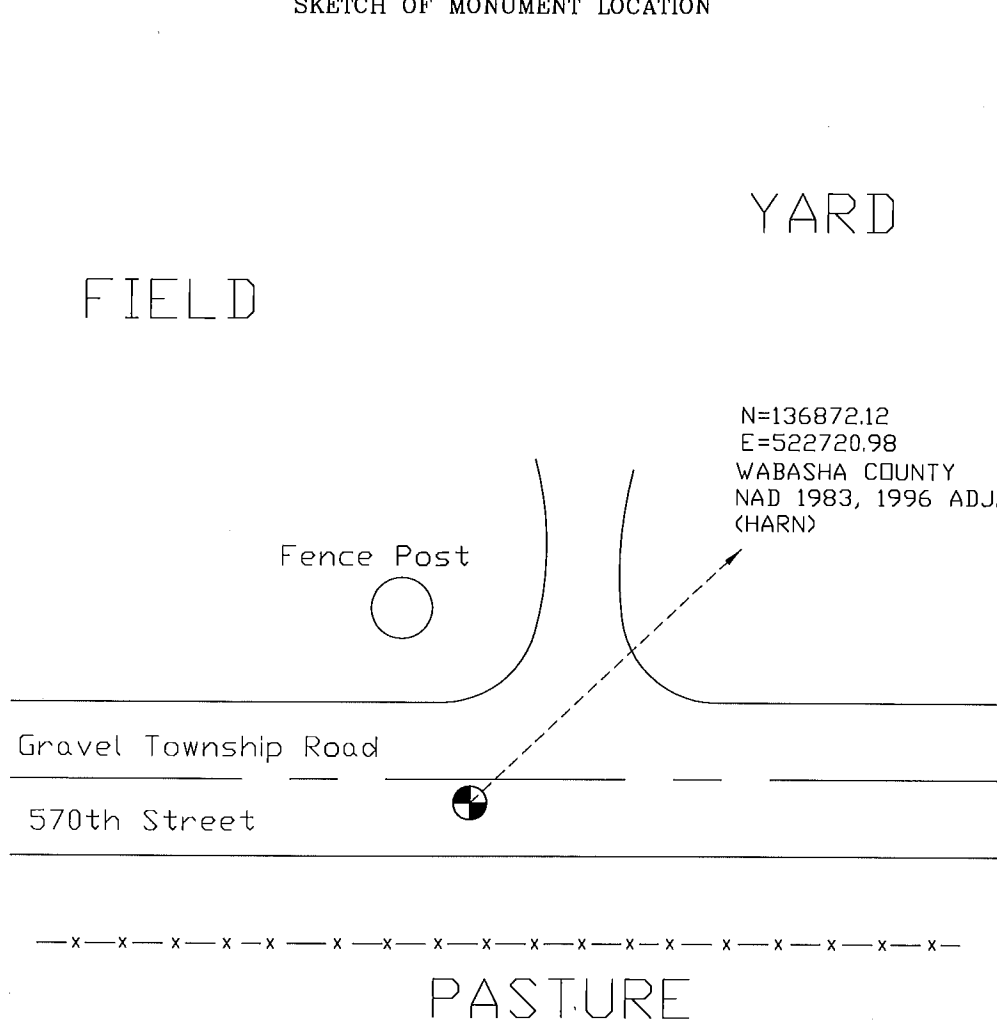 SKETCH OF MONUMENT LOCATION
YARD
FIELD
N=136872.12
E=522720.98
WABASHA COUNTY
NAD 1983, 1996 ADJ.
(HARN)
Fence Post
Gravel Township Road
570th Street
x x x x x x x x x x x x x x x x x x
PASTURE